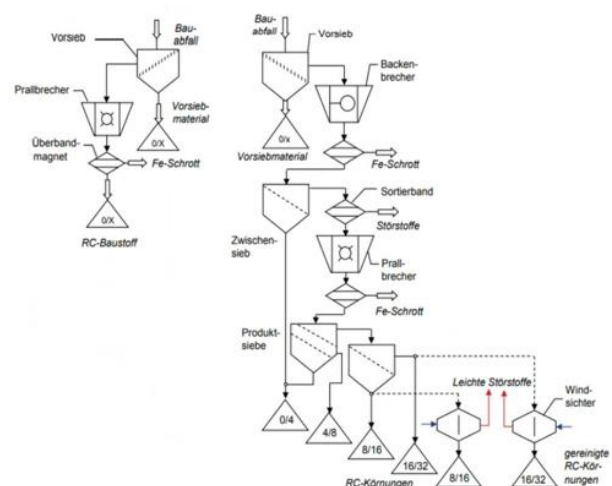 Vorsieb
Bau-
abfall
Prallbrecher
Vorsieb-
material
0/X
Überband-
magnet
Fe-Schrott
0/X
RC-Baustoff
Bau-
abfall
Vorsieb
Backen-
brecher
0/x
Vorsiebmaterial
Fe-Schrott
Sortierband
Störstoffe
Zwischen-
sieb
Prall-
brecher
Fe-Schrott
Produkt-
siebe
Leichte Störstoffe
Wind-
sichter
0/4
4/8
8/16
16/32
RC-Körnungen
8/16
16/32
gereinigte
RC-Kör-
nungen